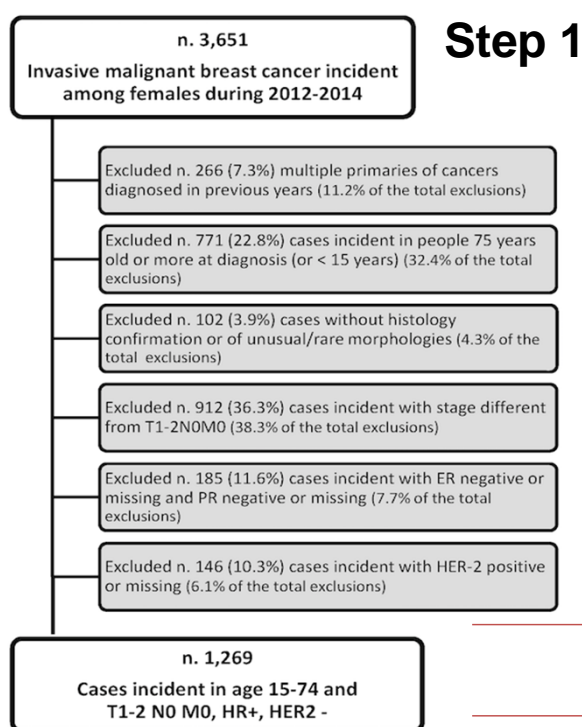 n. 3,651
Step 1
Invasive malignant breast cancer incident
among females during 2012-2014
Excluded n. 266 (7.3%) multiple primaries of cancers
diagnosed in previous years (11.2% of the total exclusions)
Excluded n. 771 (22.8%) cases incident in people 75 years
old or more at diagnosis (or < 15 years) (32.4% of the total
exclusions)
Excluded n. 102 (3.9%) cases without histology
confirmation or of unusual/rare morphologies (4.3% of the
total exclusions)
Excluded n. 912 (36.3%) cases incident with stage different
from T1-2N0M0 (38.3% of the total exclusions)
Excluded n. 185 (11.6%) cases incident with ER negative or
missing and PR negative or missing (7.7% of the total
exclusions)
Excluded n. 146 (10.3%) cases incident with HER-2 positive
or missing (6.1% of the total exclusions)
n. 1,269
Cases incident in age 15-74 and
T1-2 N0 M0, HR+, HER2 -